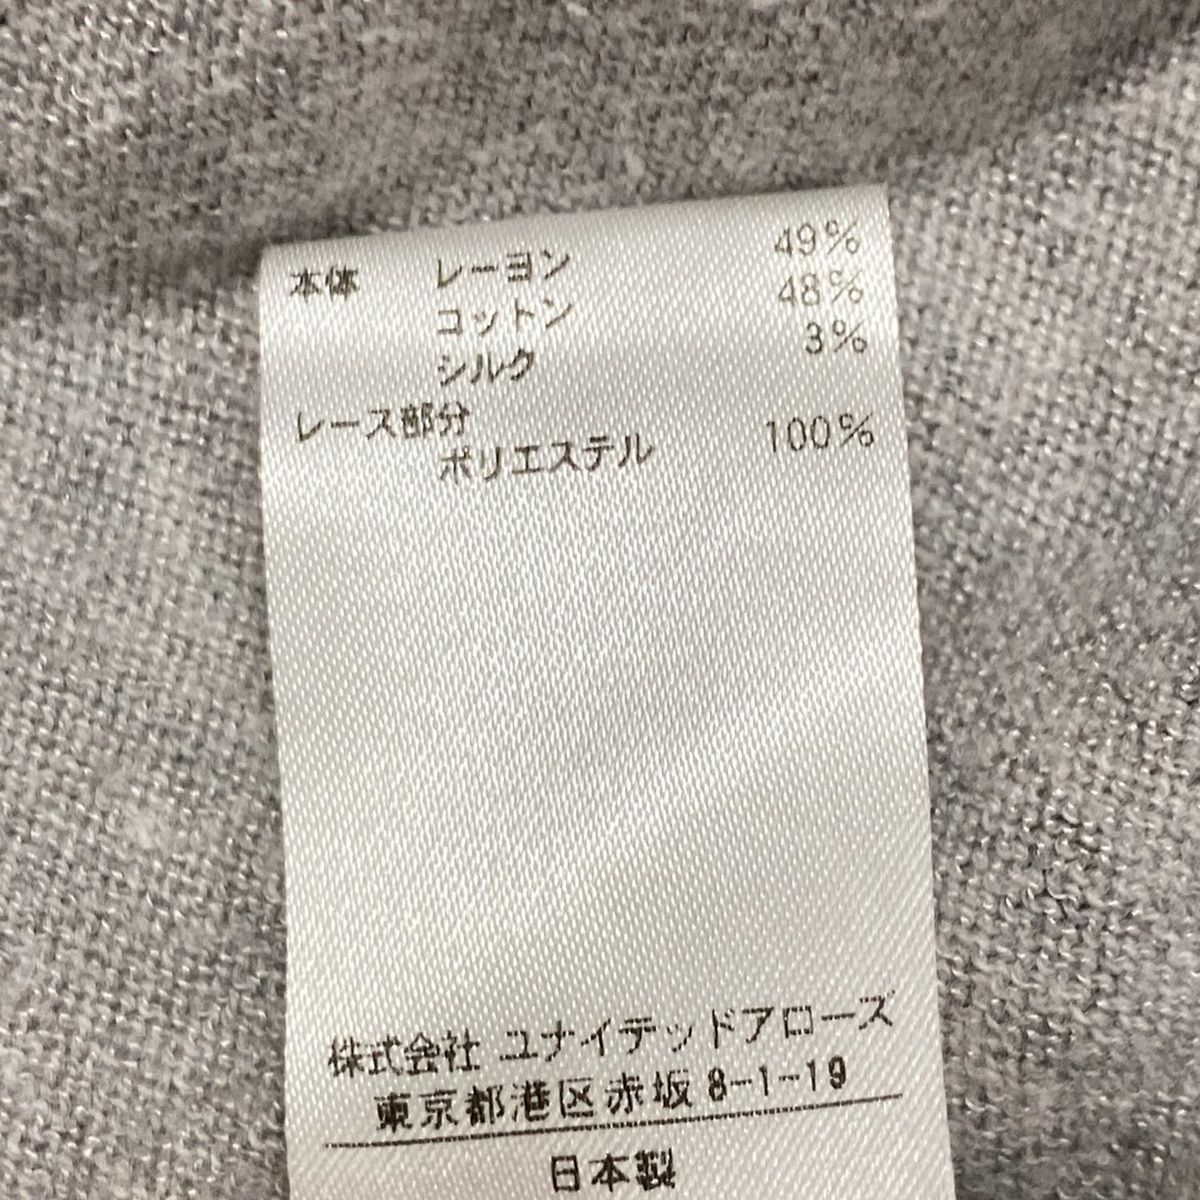 本体 レーヨン 49%
コットン 48%
シルク 3%
レース部分
ポリエステル 100%
株式会社 ユナイテッドアローズ
東京都港区赤坂 8-1-19
日本製